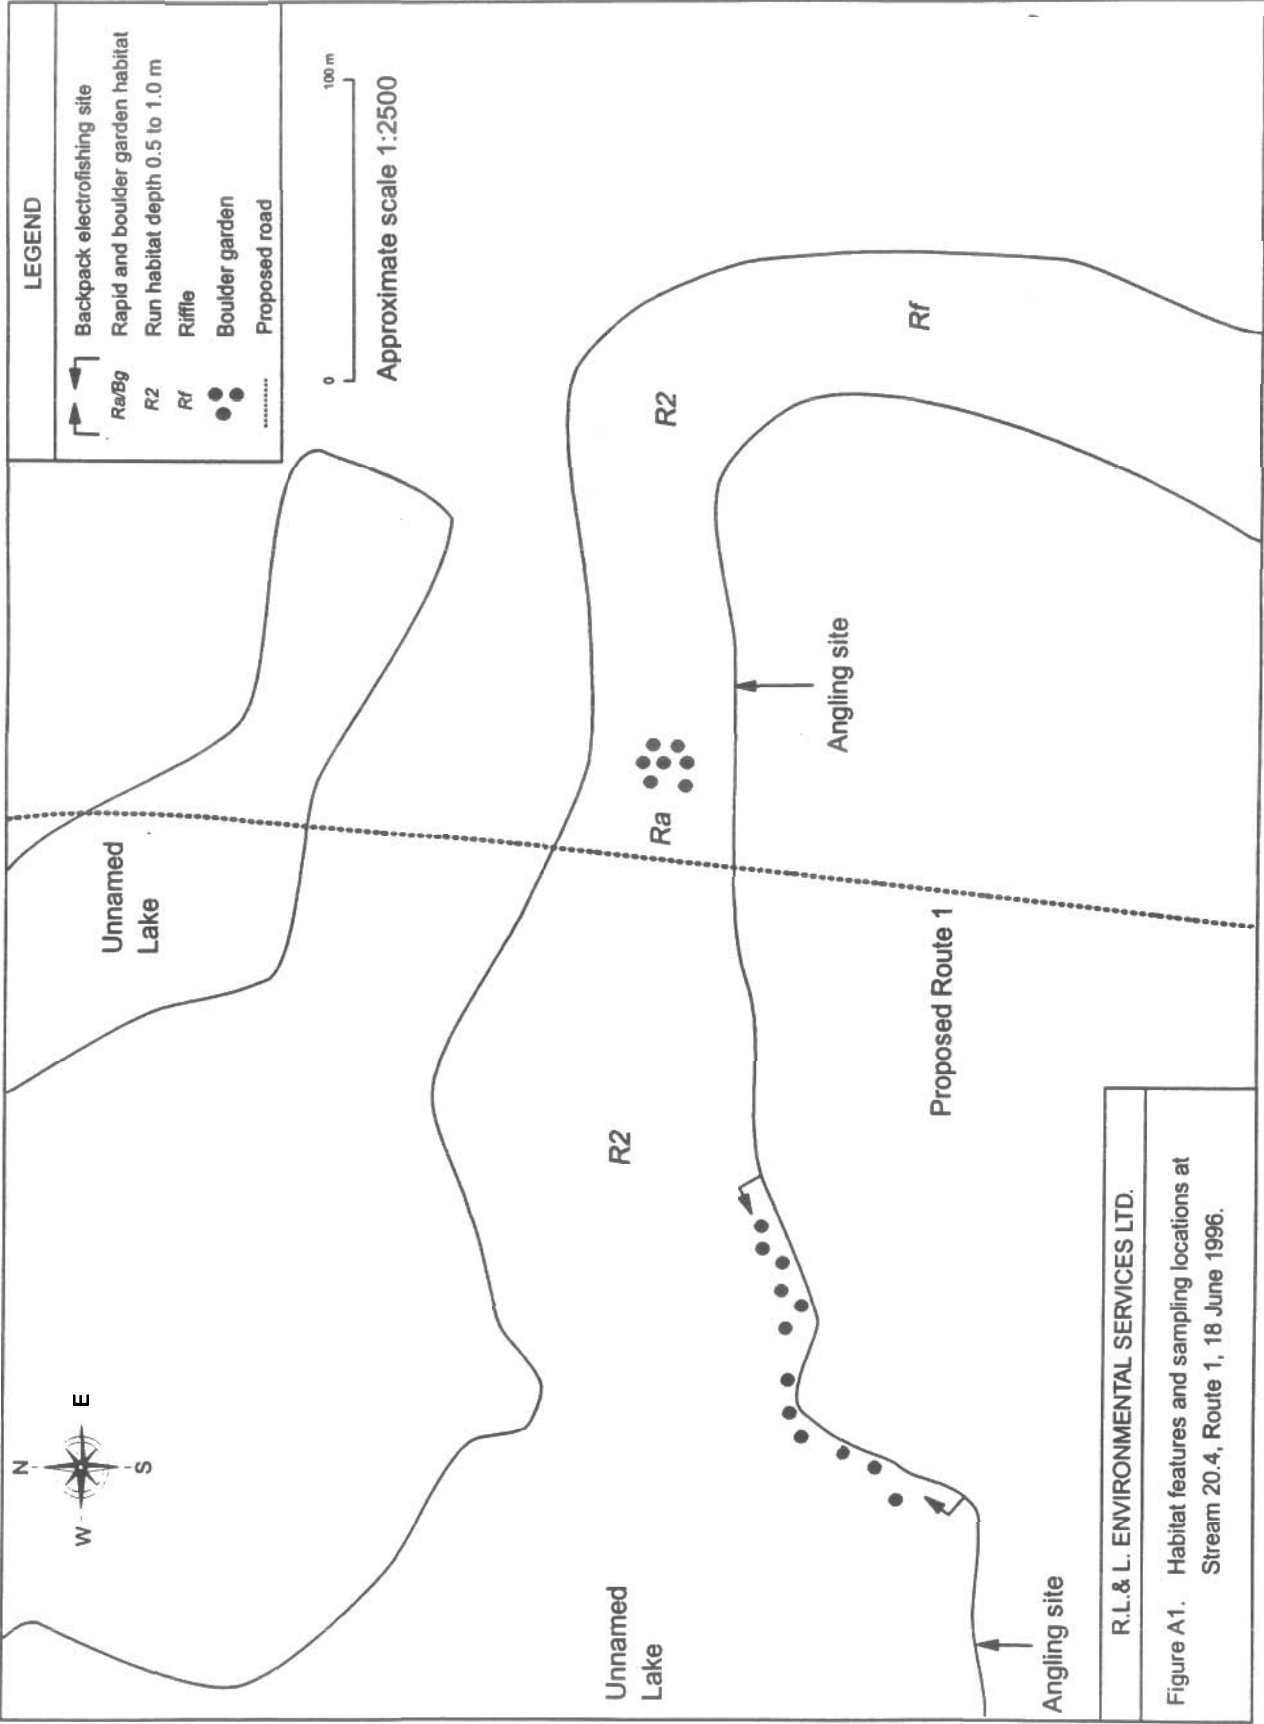 LEGEND
Backpack electrofishing site
Ra/Bg Rapid and boulder garden habitat
R2 Run habitat depth 0.5 to 1.0 m
Rf Riffle
Boulder garden
Proposed road
0 100 m
Approximate scale 1:2500
N
W E
S
Unnamed
Lake
R2
Rf
Ra
R2
Angling site
Unnamed
Lake
Proposed Route 1
Angling site
R.L.& L. ENVIRONMENTAL SERVICES LTD.
Figure A1. Habitat features and sampling locations at
Stream 20.4, Route 1, 18 June 1996.